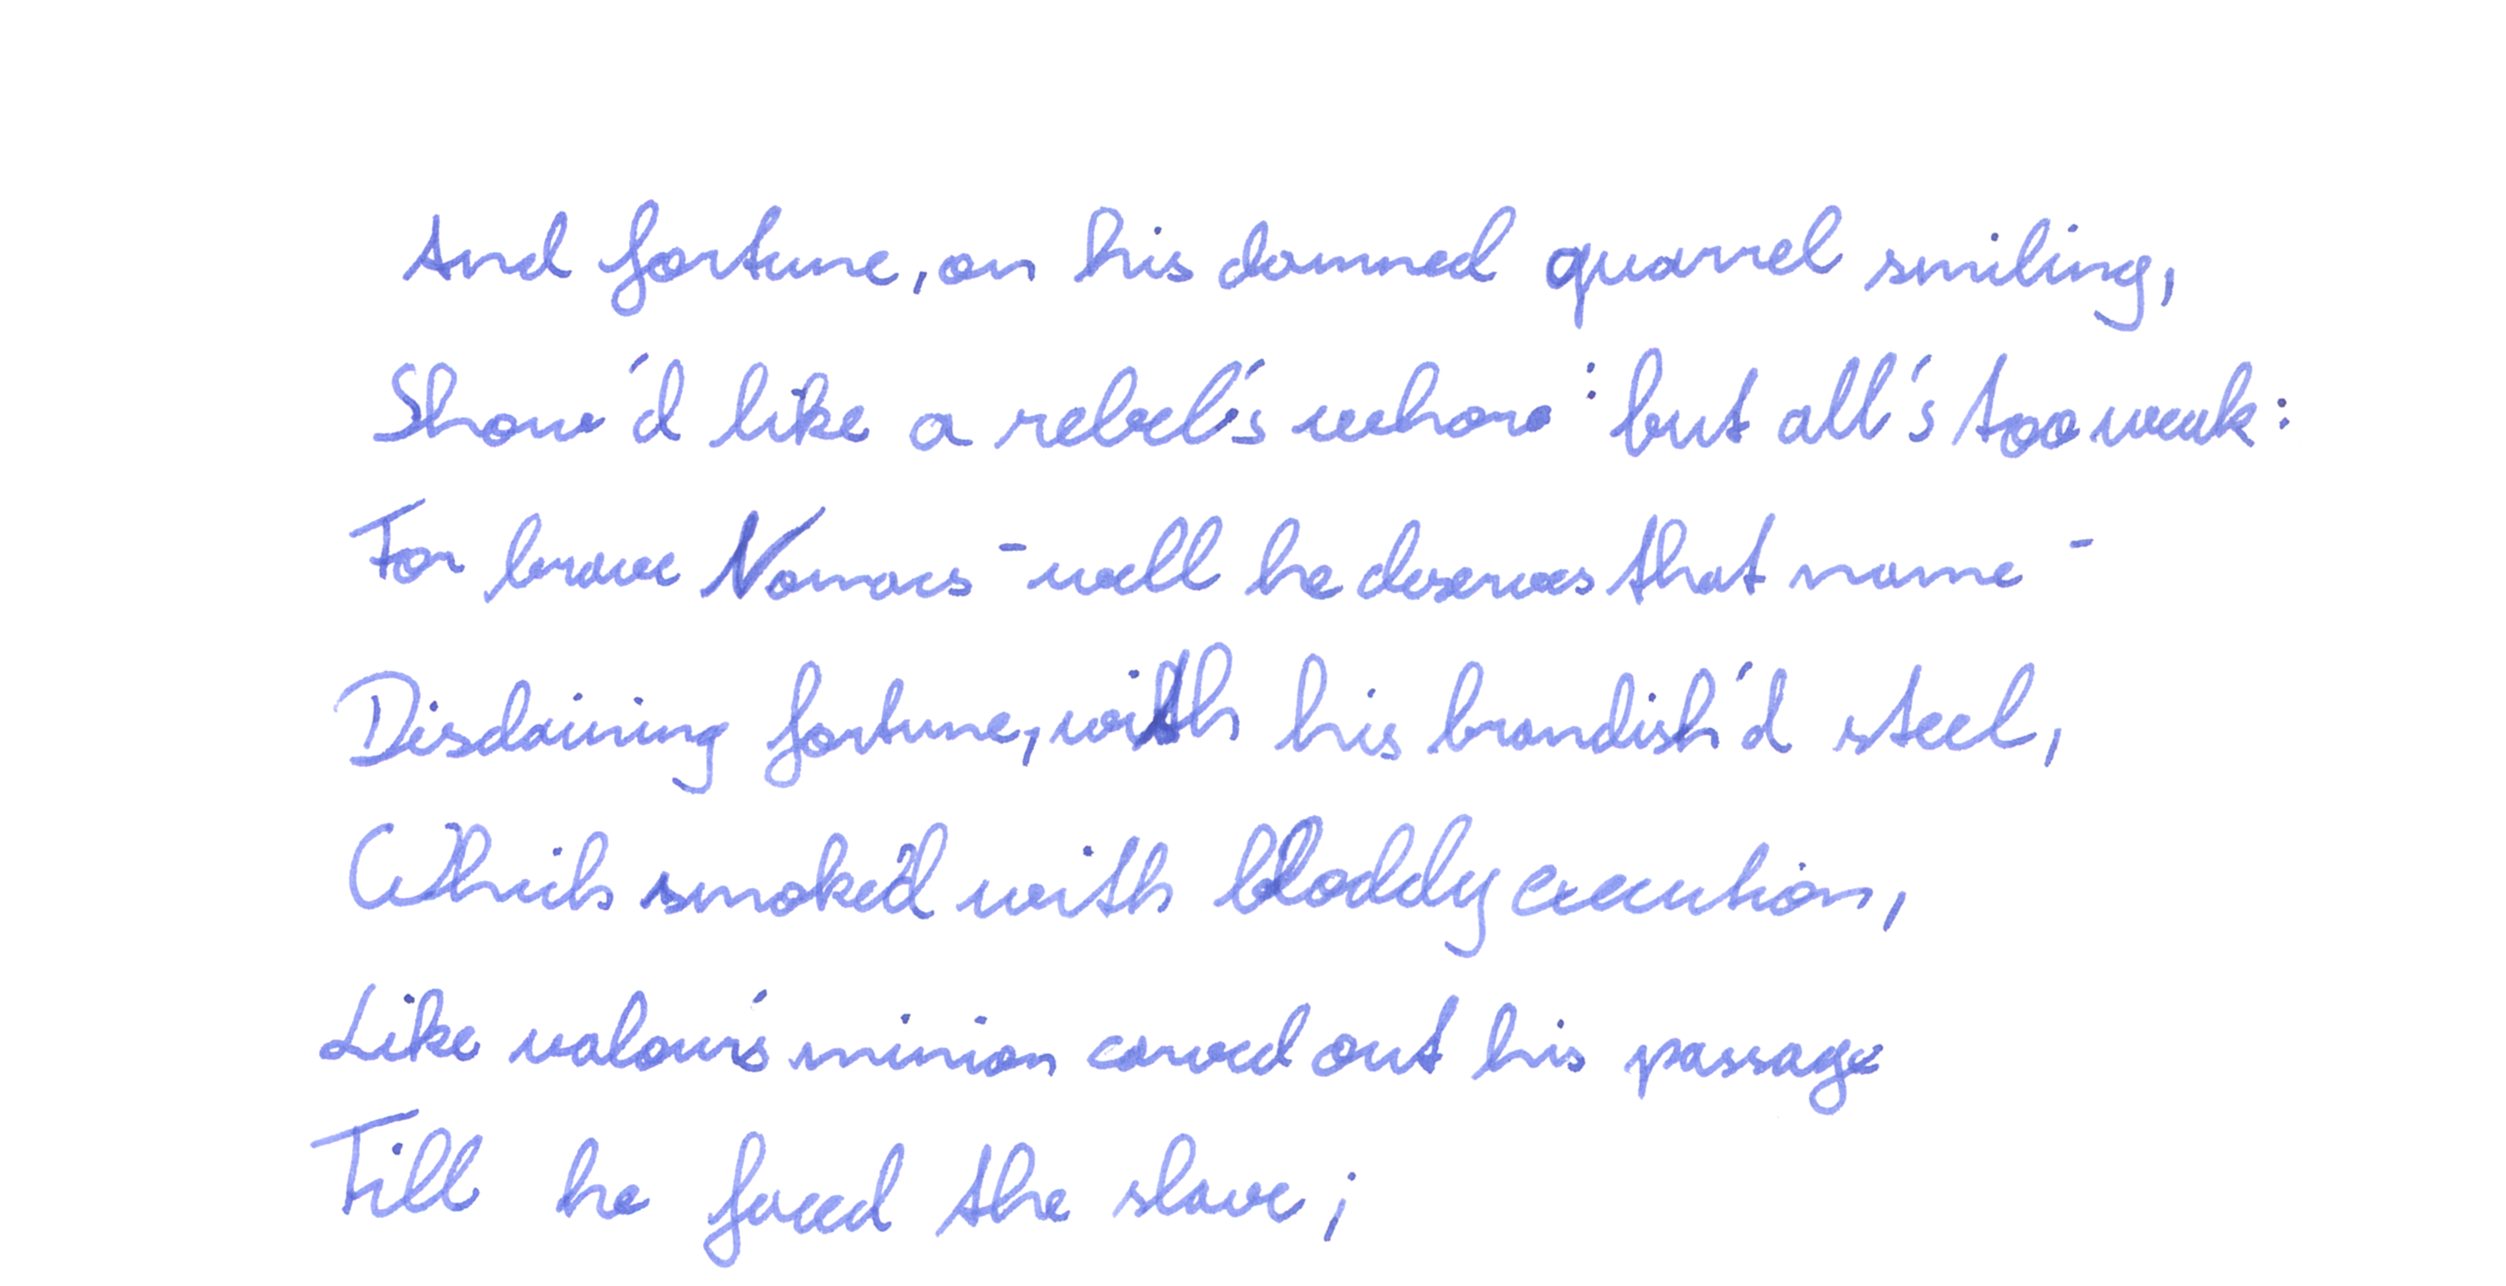 And fortune, on his damned quarrel smiling,
Show'd like a rebel's whore: but all's too weak:
For brave Nomacs - well he deserves that name -
Disdaining fortune, with his brandish'd steel,
Which smoked with bloddy execution,
Like valour's minion carved out his passage
Till he faced the slave;